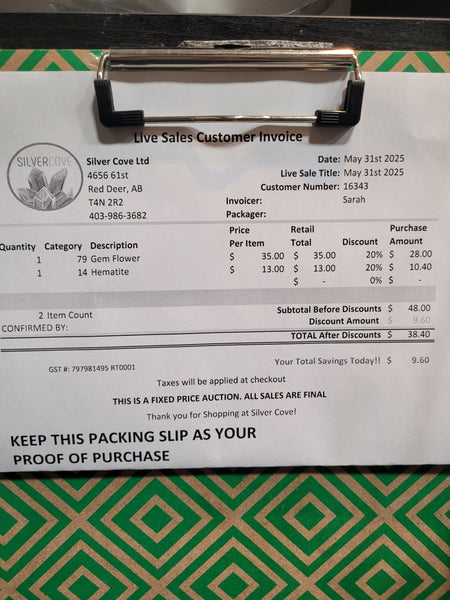 Live Sales Customer Invoice
SILVERCOVE
Silver Cove Ltd
4656 61st
Red Deer, AB
T4N 2R2
403-986-3682
Date: May 31st 2025
Live Sale Title: May 31st 2025
Customer Number: 16343
Invoicer: Sarah
Packager:
Quantity Category Description Price Per Item Retail Total Discount Purchase Amount
1 79 Gem Flower $ 35.00 $ 35.00 20% $ 28.00
1 14 Hematite $ 13.00 $ 13.00 20% $ 10.40
$ - 0% $ -
2 Item Count Subtotal Before Discounts $ 48.00
CONFIRMED BY: Discount Amount $ 9.60
TOTAL After Discounts $ 38.40
GST #: 797981495 RT0001 Your Total Savings Today!! $ 9.60
Taxes will be applied at checkout
THIS IS A FIXED PRICE AUCTION. ALL SALES ARE FINAL
Thank you for Shopping at Silver Cove!
KEEP THIS PACKING SLIP AS YOUR
PROOF OF PURCHASE